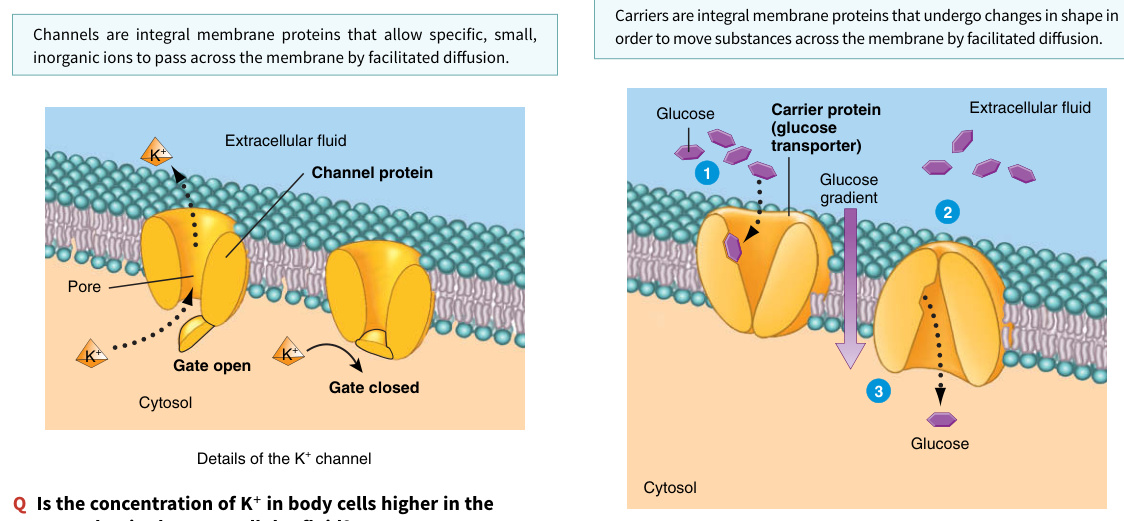 Channels are integral membrane proteins that allow specific, small,
inorganic ions to pass across the membrane by facilitated diffusion.
K+
Extracellular fluid
Channel protein
Pore
K+
K+
Gate open
Gate closed
Cytosol
Details of the K+ channel
Q Is the concentration of K+ in body cells higher in the
Carriers are integral membrane proteins that undergo changes in shape in
order to move substances across the membrane by facilitated diffusion.
Glucose
Carrier protein
(glucose
transporter)
Extracellular fluid
1
Glucose
gradient
2
3
Glucose
Cytosol